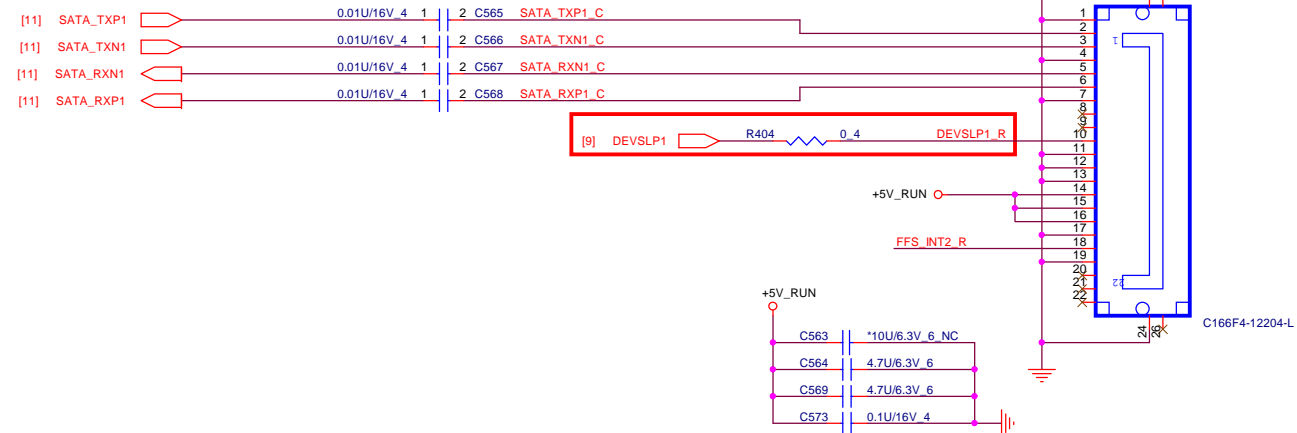 [11] SATA_TXP1 0.01U/16V_4 1 2 C565 SATA_TXP1_C 1
2
[11] SATA_TXN1 0.01U/16V_4 1 2 C566 SATA_TXN1_C 3
4
[11] SATA_RXN1 0.01U/16V_4 1 2 C567 SATA_RXN1_C 5
6
[11] SATA_RXP1 0.01U/16V_4 1 2 C568 SATA_RXP1_C 7
8
9
[9] DEVSLP1 R404 0_4 DEVSLP1_R 10
11
12
13
+5V_RUN 14
15
16
17
FFS_INT2_R 18
19
20
21
22
1
22
24
26
C166F4-12204-L
+5V_RUN
C563 *10U/6.3V_6_NC
C564 4.7U/6.3V_6
C569 4.7U/6.3V_6
C573 0.1U/16V_4